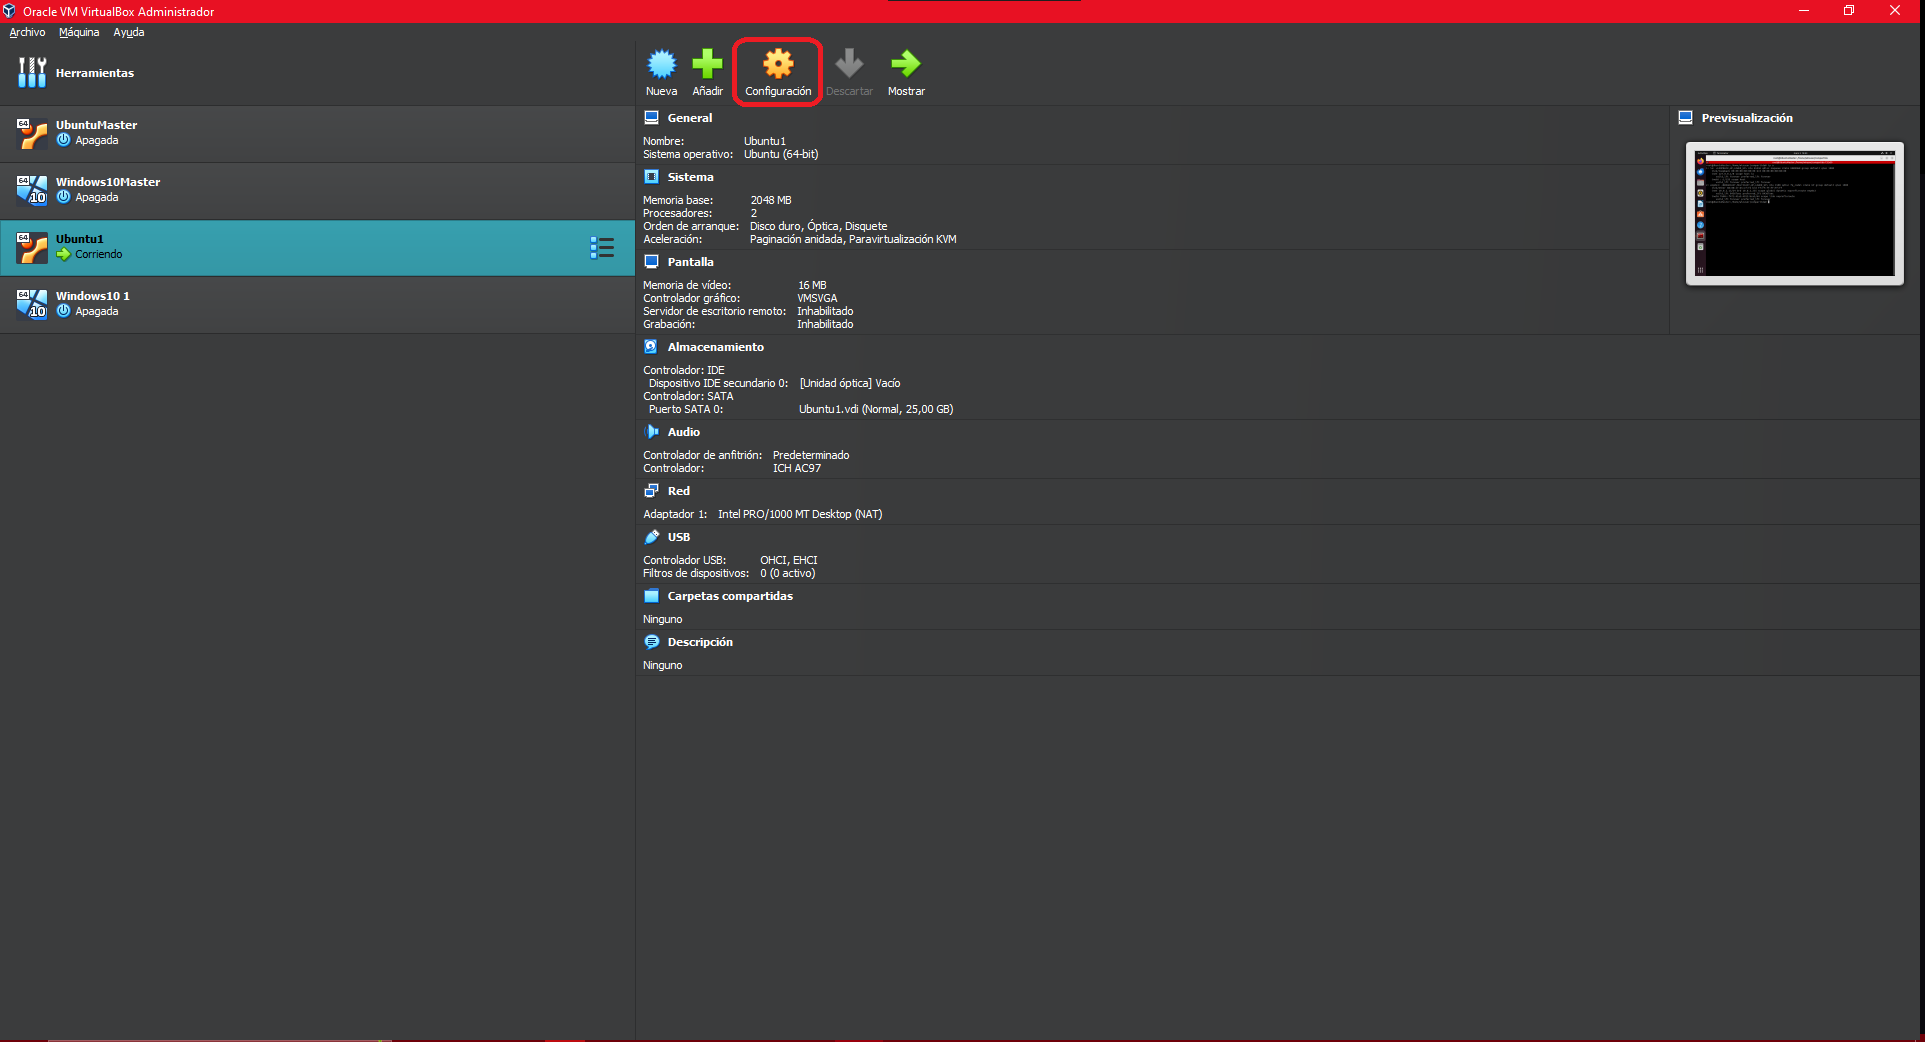 Oracle VM VirtualBox Administrador
Archivo Máquina Ayuda
Herramientas
Nueva Añadir Configuración Descartar Mostrar
64
UbuntuMaster
Apagada
64
10
Windows10Master
Apagada
64
Ubuntu1
Corriendo
64
10
Windows10 1
Apagada
General
Nombre: Ubuntu1
Sistema operativo: Ubuntu (64-bit)
Sistema
Memoria base: 2048 MB
Procesadores: 2
Orden de arranque: Disco duro, Óptica, Disquete
Aceleración: Paginación anidada, Paravirtualización KVM
Pantalla
Memoria de vídeo: 16 MB
Controlador gráfico: VMSVGA
Servidor de escritorio remoto: Inhabilitado
Grabación: Inhabilitado
Almacenamiento
Controlador: IDE
Dispositivo IDE secundario 0: [Unidad óptica] Vacío
Controlador: SATA
Puerto SATA 0: Ubuntu1.vdi (Normal, 25,00 GB)
Audio
Controlador de anfitrión: Predeterminado
Controlador: ICH AC97
Red
Adaptador 1: Intel PRO/1000 MT Desktop (NAT)
USB
Controlador USB: OHCI, EHCI
Filtros de dispositivos: 0 (0 activo)
Carpetas compartidas
Ninguno
Descripción
Ninguno
Previsualización